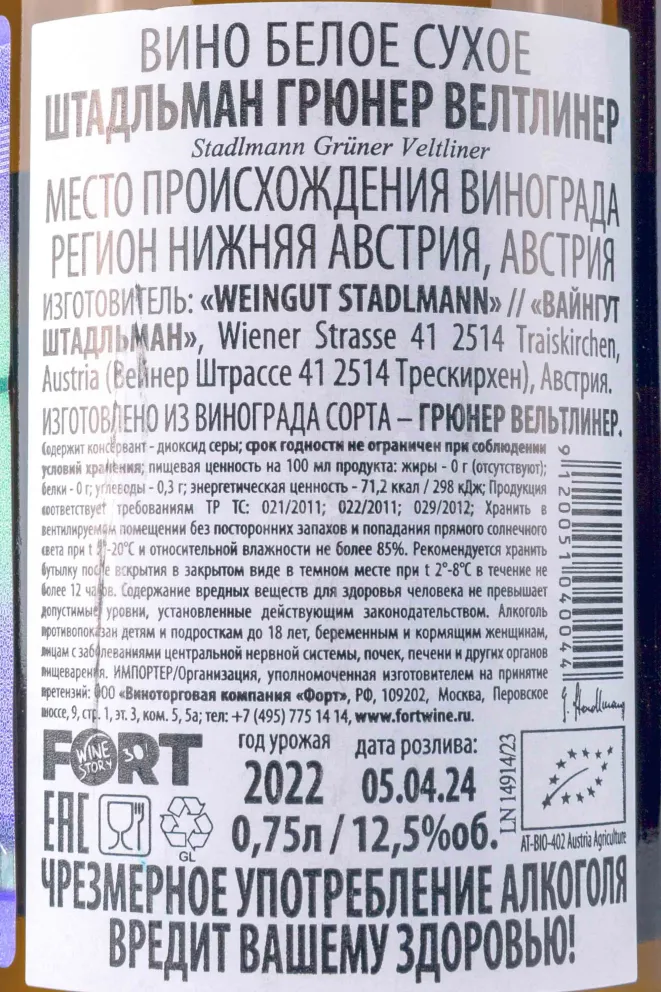 ВИНО БЕЛОЕ СУХОЕ
ШТАДЛЬМАН ГРЮНЕР ВЕЛТЛИНЕР
Stadlmann Grüner Veltliner
МЕСТО ПРОИСХОЖДЕНИЯ ВИНОГРАДА
РЕГИОН НИЖНЯЯ АВСТРИЯ, АВСТРИЯ
ИЗГОТОВИТЕЛЬ: «WEINGUT STADLMANN» // «ВАЙНГУТ
ШТАДЛЬМАН», Wiener Strasse 41 2514 Traiskirchen,
Austria (Вейнер Штрассе 41 2514 Трескирхен), Австрия.
ИЗГОТОВЛЕНО ИЗ ВИНОГРАДА СОРТА – ГРЮНЕР ВЕЛЬТЛИНЕР.
Содержит консервант - диоксид серы; срок годности не ограничен при соблюдении
условий хранения; пищевая ценность на 100 мл продукта: жиры - 0 г (отсутствуют);
белки - 0 г; углеводы - 0,3 г; энергетическая ценность - 71,2 ккал / 298 кДж; Продукция
соответствует требованиям ТР ТС: 021/2011; 022/2011; 029/2012; Хранить в
вентилируемом помещении без посторонних запахов и попадания прямого солнечного
света при t -20°C и относительной влажности не более 85%. Рекомендуется хранить
бутылку после вскрытия в закрытом виде в темном месте при t 2°-8°C в течение не
более 12 часов. Содержание вредных веществ для здоровья человека не превышает
допустимые уровни, установленные действующим законодательством. Алкоголь
противопоказан детям и подросткам до 18 лет, беременным и кормящим женщинам,
лицам с заболеваниями центральной нервной системы, почек, печени и других органов
пищеварения. ИМПОРТЕР/Организация, уполномоченная изготовителем на принятие
претензий: ООО «Виноторговая компания «Форт», РФ, 109202, Москва, Перовское
шоссе, 9, стр. 1, эт. 3, ком. 5, 5а; тел: +7 (495) 775 14 14, www.fortwine.ru.
9 120051 040044
FORT
WINE
STORY
30
год урожая
2022
дата розлива:
05.04.24
0,75л / 12,5%об.
LN 14914/23
EAC
GL
AT-BIO-402 Austria Agriculture
ЧРЕЗМЕРНОЕ УПОТРЕБЛЕНИЕ АЛКОГОЛЯ
ВРЕДИТ ВАШЕМУ ЗДОРОВЬЮ!